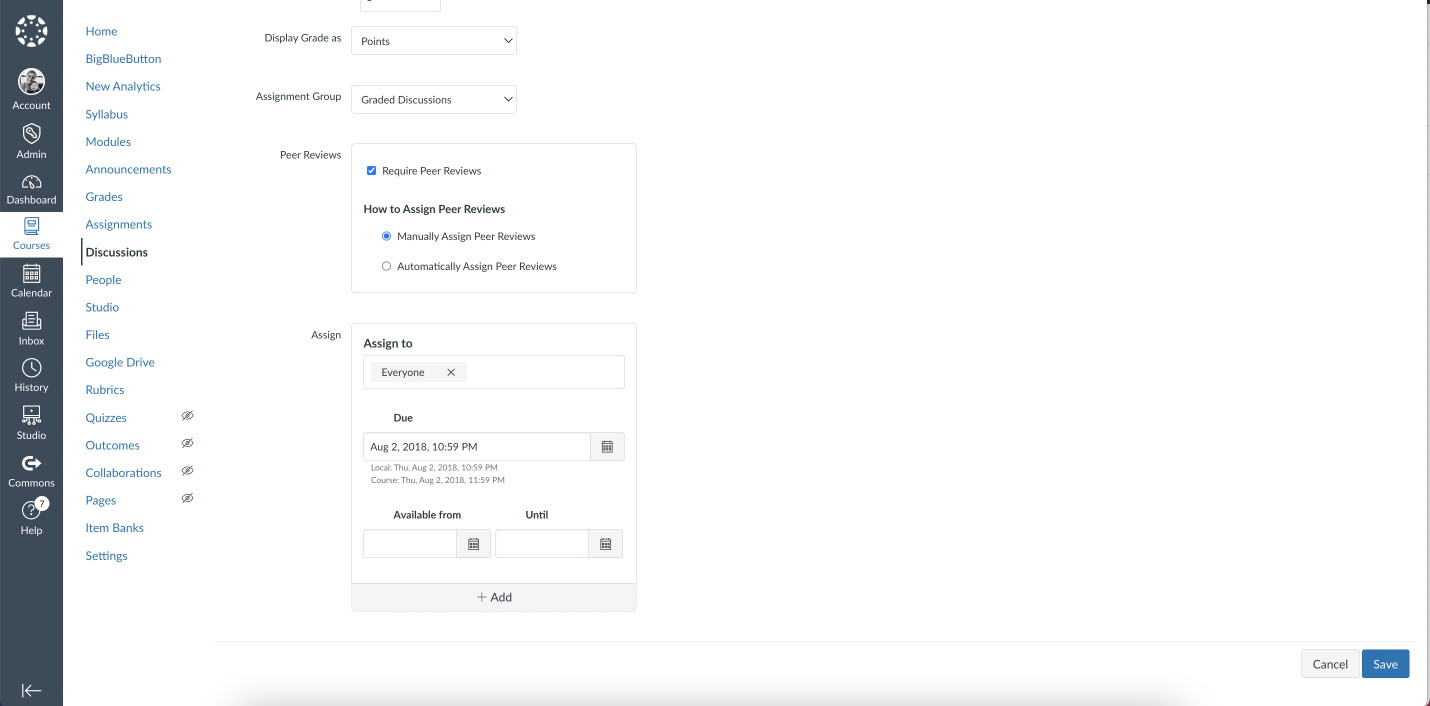 Account
Admin
Dashboard
Courses
Calendar
Inbox
History
Studio
Commons
7
Help
Home
BigBlueButton
New Analytics
Syllabus
Modules
Announcements
Grades
Assignments
Discussions
People
Studio
Files
Google Drive
Rubrics
Quizzes
Outcomes
Collaborations
Pages
Item Banks
Settings
Display Grade as
Points
Assignment Group
Graded Discussions
Peer Reviews
Require Peer Reviews
How to Assign Peer Reviews
Manually Assign Peer Reviews
Automatically Assign Peer Reviews
Assign
Assign to
Everyone
Due
Aug 2, 2018, 10:59 PM
Local: Thu, Aug 2, 2018, 10:59 PM
Course: Thu, Aug 2, 2018, 11:59 PM
Available from
Until
+ Add
Cancel
Save